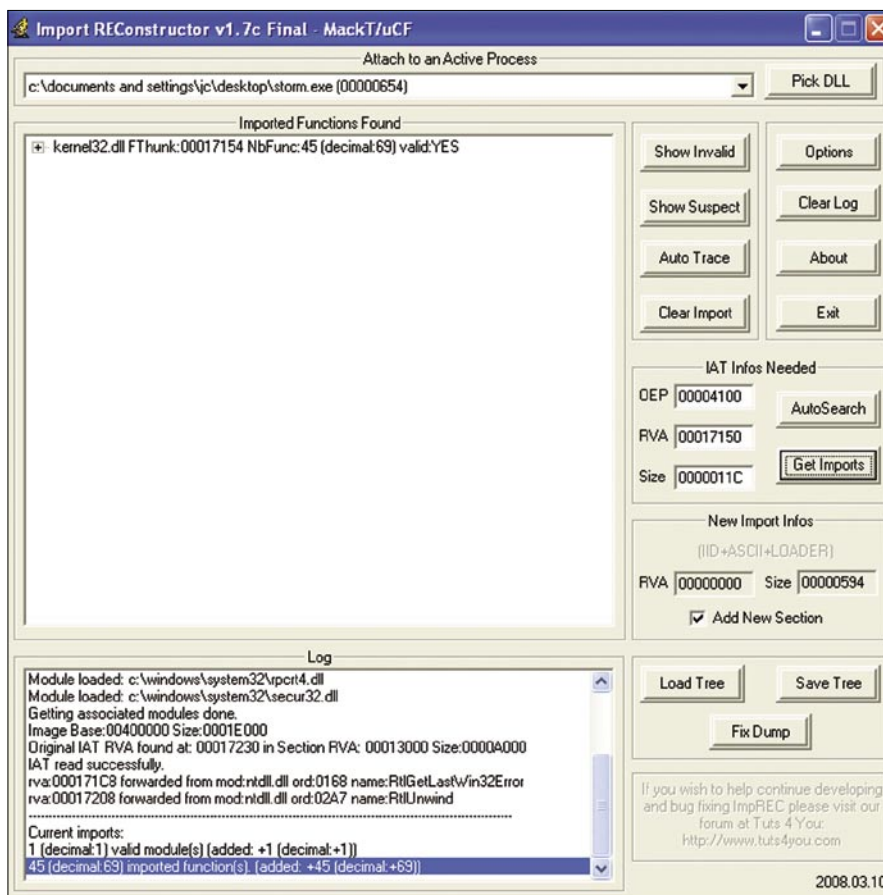 Import REConstructor v1.7c Final - MackT/uCF
Attach to an Active Process
c:\documents and settings\jc\desktop\storm.exe (00000654)
Pick DLL
Imported Functions Found
kernel32.dll FThunk:00017154 NbFunc:45 (decimal:69) valid:YES
Show Invalid
Options
Show Suspect
Clear Log
Auto Trace
About
Clear Import
Exit
IAT Infos Needed
OEP 00004100
AutoSearch
RVA 00017150
Get Imports
Size 0000011C
New Import Infos
(IID+ASCII+LOADER)
RVA 00000000 Size 00000594
Add New Section
Log
Module loaded: c:\windows\system32\rpcrt4.dll
Module loaded: c:\windows\system32\secur32.dll
Getting associated modules done.
Image Base:00400000 Size:0001E000
Original IAT RVA found at: 00017230 in Section RVA: 00013000 Size:0000A000
IAT read successfully.
rva:000171C8 forwarded from mod:ntdll.dll ord:0168 name:RtlGetLastWin32Error
rva:00017208 forwarded from mod:ntdll.dll ord:02A7 name:RtlUnwind
Current imports:
1 (decimal:1) valid module(s) (added: +1 (decimal:+1))
45 (decimal:69) imported function(s). (added: +45 (decimal:+69))
Load Tree
Save Tree
Fix Dump
If you wish to help continue developing
and bug fixing ImpREC please visit our
forum at Tuts 4 You:
http://www.tuts4you.com
2008.03.10